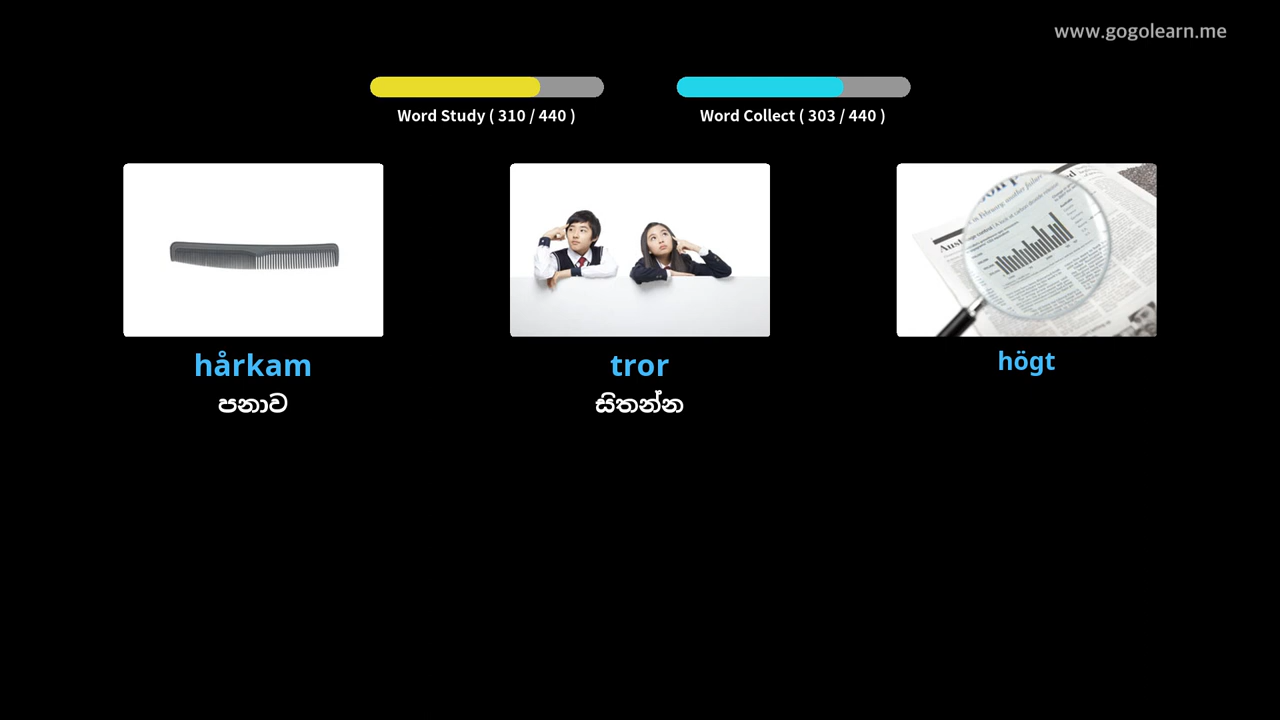 www.gogolearn.me
Word Study ( 310 / 440 )
Word Collect ( 303 / 440 )
hårkam
tror
högt
පනාව
සිතන්න